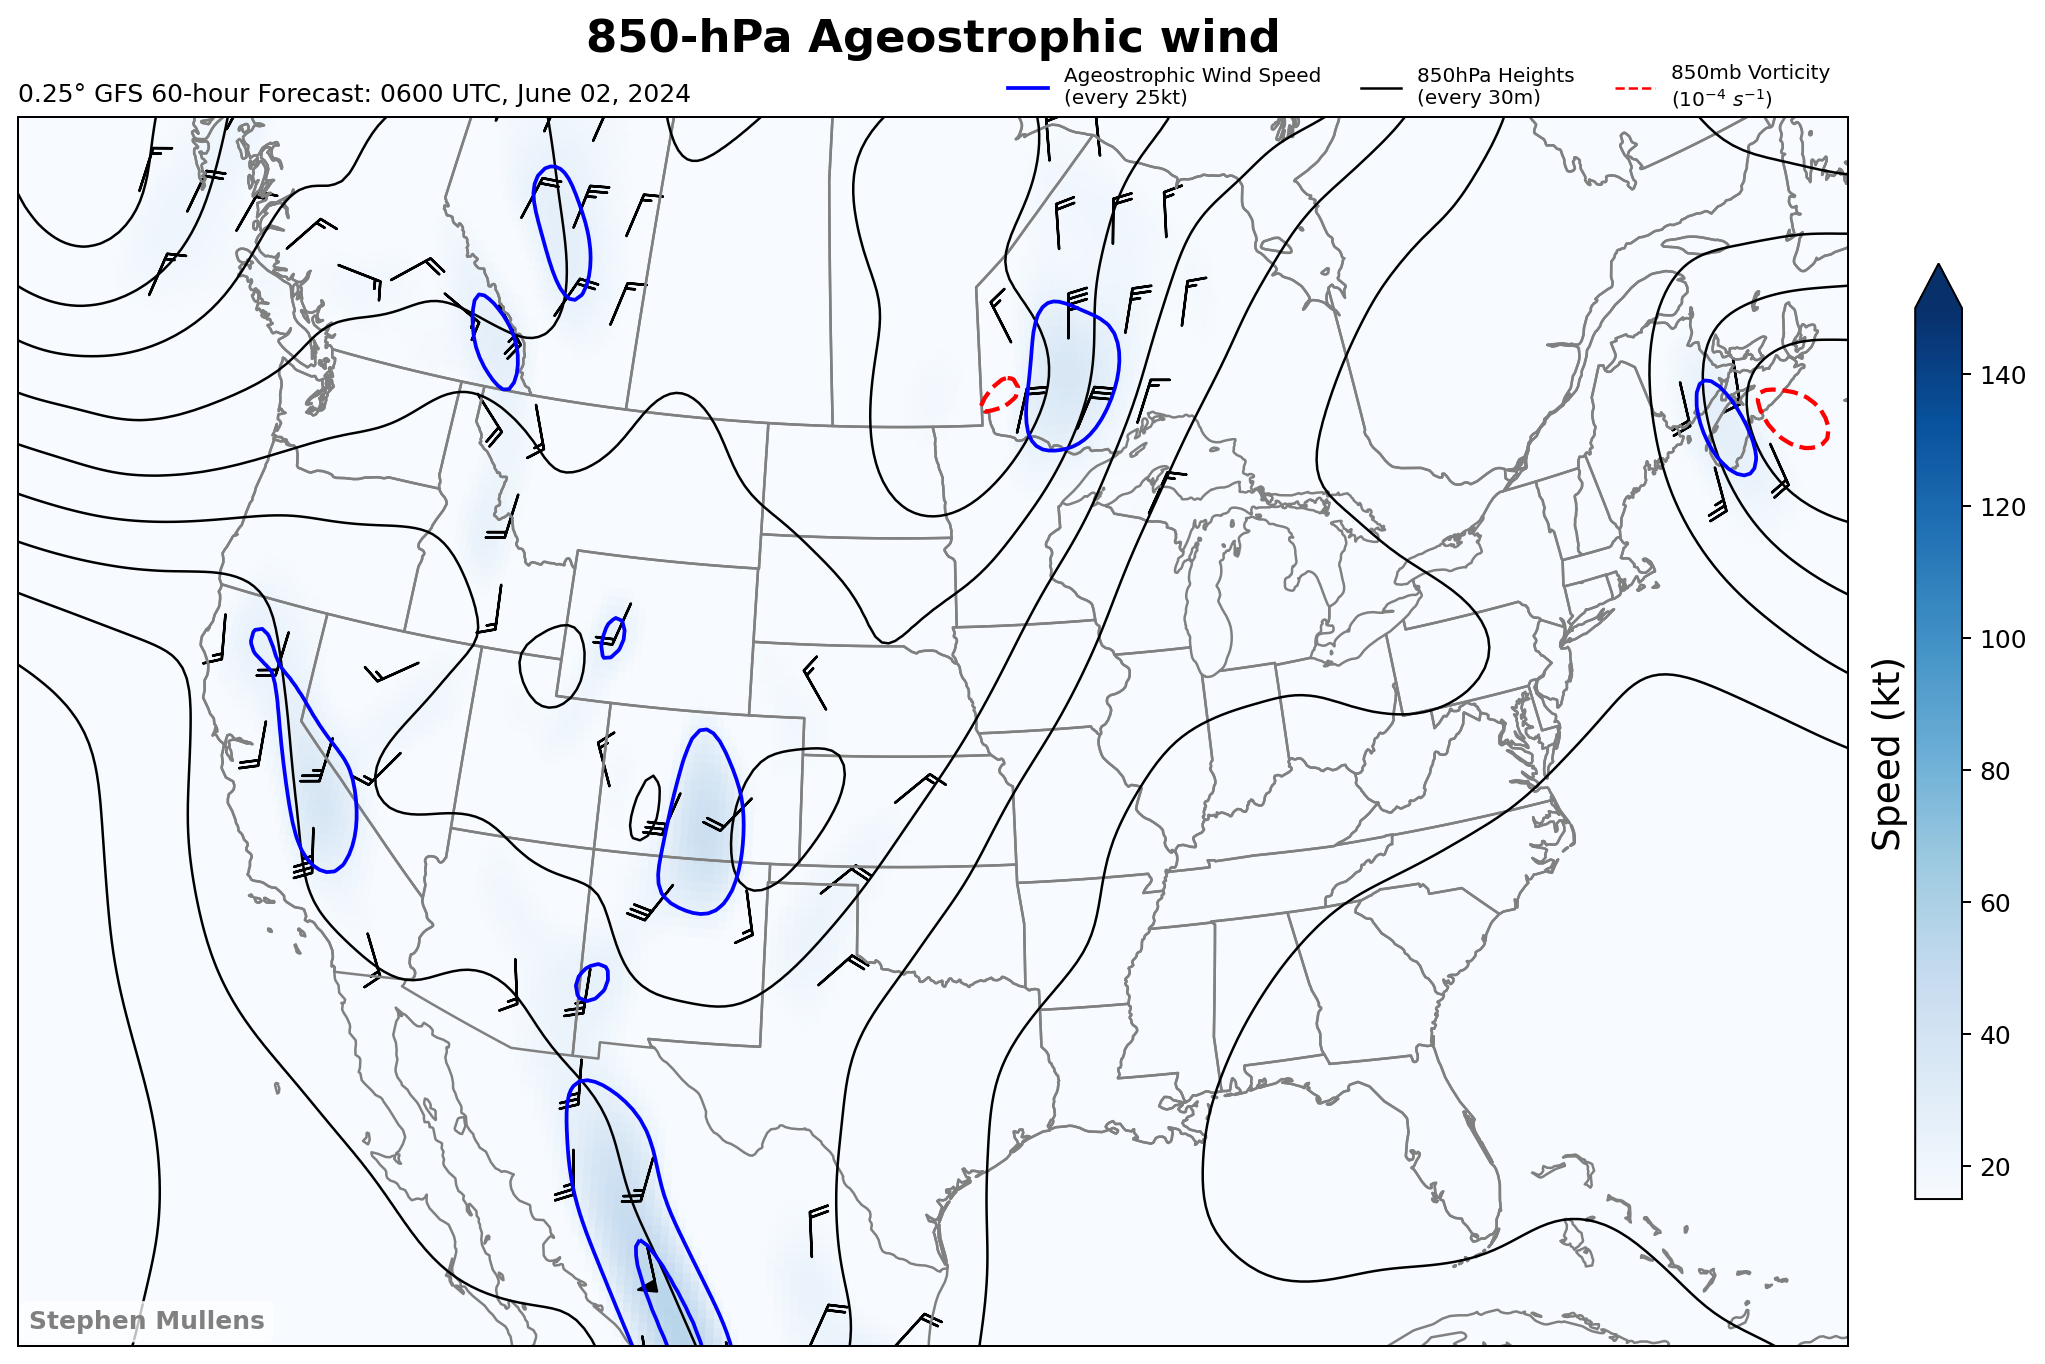 850-hPa Ageostrophic wind
0.25° GFS 60-hour Forecast: 0600 UTC, June 02, 2024
Ageostrophic Wind Speed
(every 25kt)
850hPa Heights
(every 30m)
850mb Vorticity
(10⁻⁴ s⁻¹)
140
120
100
80
60
40
20
Speed (kt)
Stephen Mullens